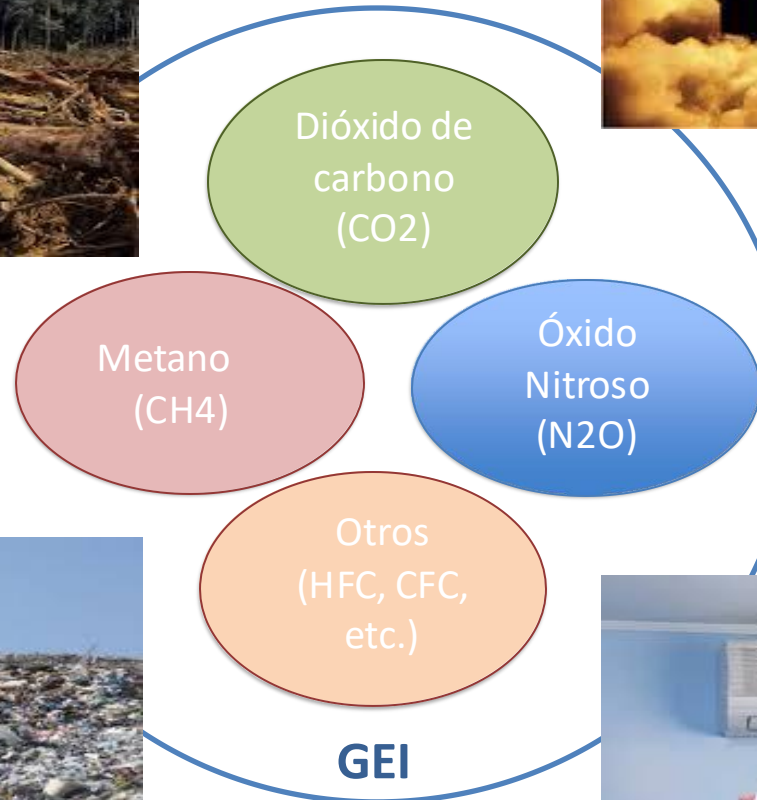 Dióxido de
carbono
(CO2)
Metano
(CH4)
Óxido
Nitroso
(N2O)
Otros
(HFC, CFC,
etc.)
GEI